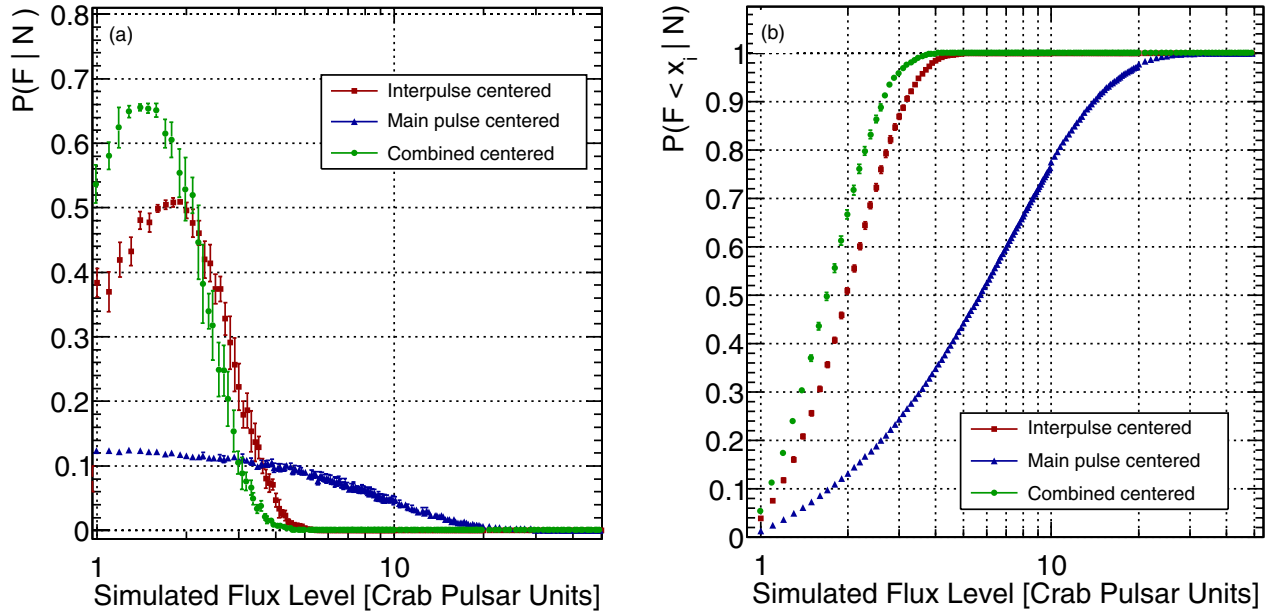 (a)
P(F | N)
0.8
0.7
0.6
0.5
0.4
0.3
0.2
0.1
0
Interpulse centered
Main pulse centered
Combined centered
1
10
Simulated Flux Level [Crab Pulsar Units]
(b)
P(F < x_i | N)
1
0.9
0.8
0.7
0.6
0.5
0.4
0.3
0.2
0.1
0
Interpulse centered
Main pulse centered
Combined centered
1
10
Simulated Flux Level [Crab Pulsar Units]